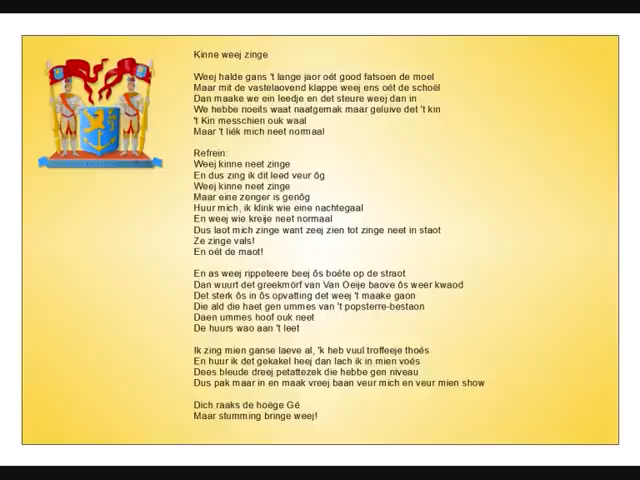 Kinne weej zinge
Weej halde gans 't lange jaor oét good fatsoen de moel
Maar mit de vastelaovend klappe weej ens oét de schoël
Dan maake we ein leedje en det steure weej dan in
We hebbe noeits waat naatgemak maar geluive det 't kin
't Kin messchien ouk waal
Maar 't liék mich neet normaal
Refrein:
Weej kinne neet zinge
En dus zing ik dit leed veur ôg
Weej kinne neet zinge
Maar eine zenger is genôg
Huur mich, ik klink wie eine nachtegaal
En weej wie kreije neet normaal
Dus laot mich zinge want zeej zien tot zinge neet in staot
Ze zinge vals!
En oét de maot!
En as weej rippeteere beej ôs boéte op de straot
Dan wuurt det greekmörf van Van Oeije baove ôs weer kwaod
Det sterk ôs in ôs opvatting det weej 't maake gaon
Die ald die haet gen ummes van 't popsterre-bestaon
Daen ummes hoof ouk neet
De huurs wao aan 't leet
Ik zing mien ganse laeve al, 'k heb vuul troffeeje thoés
En huur ik det gekakel heej dan lach ik in mien voés
Dees bleude dreej petattezek die hebbe gen niveau
Dus pak maar in en maak vreej baan veur mich en veur mien show
Dich raaks de hoëge Gé
Maar stumming bringe weej!